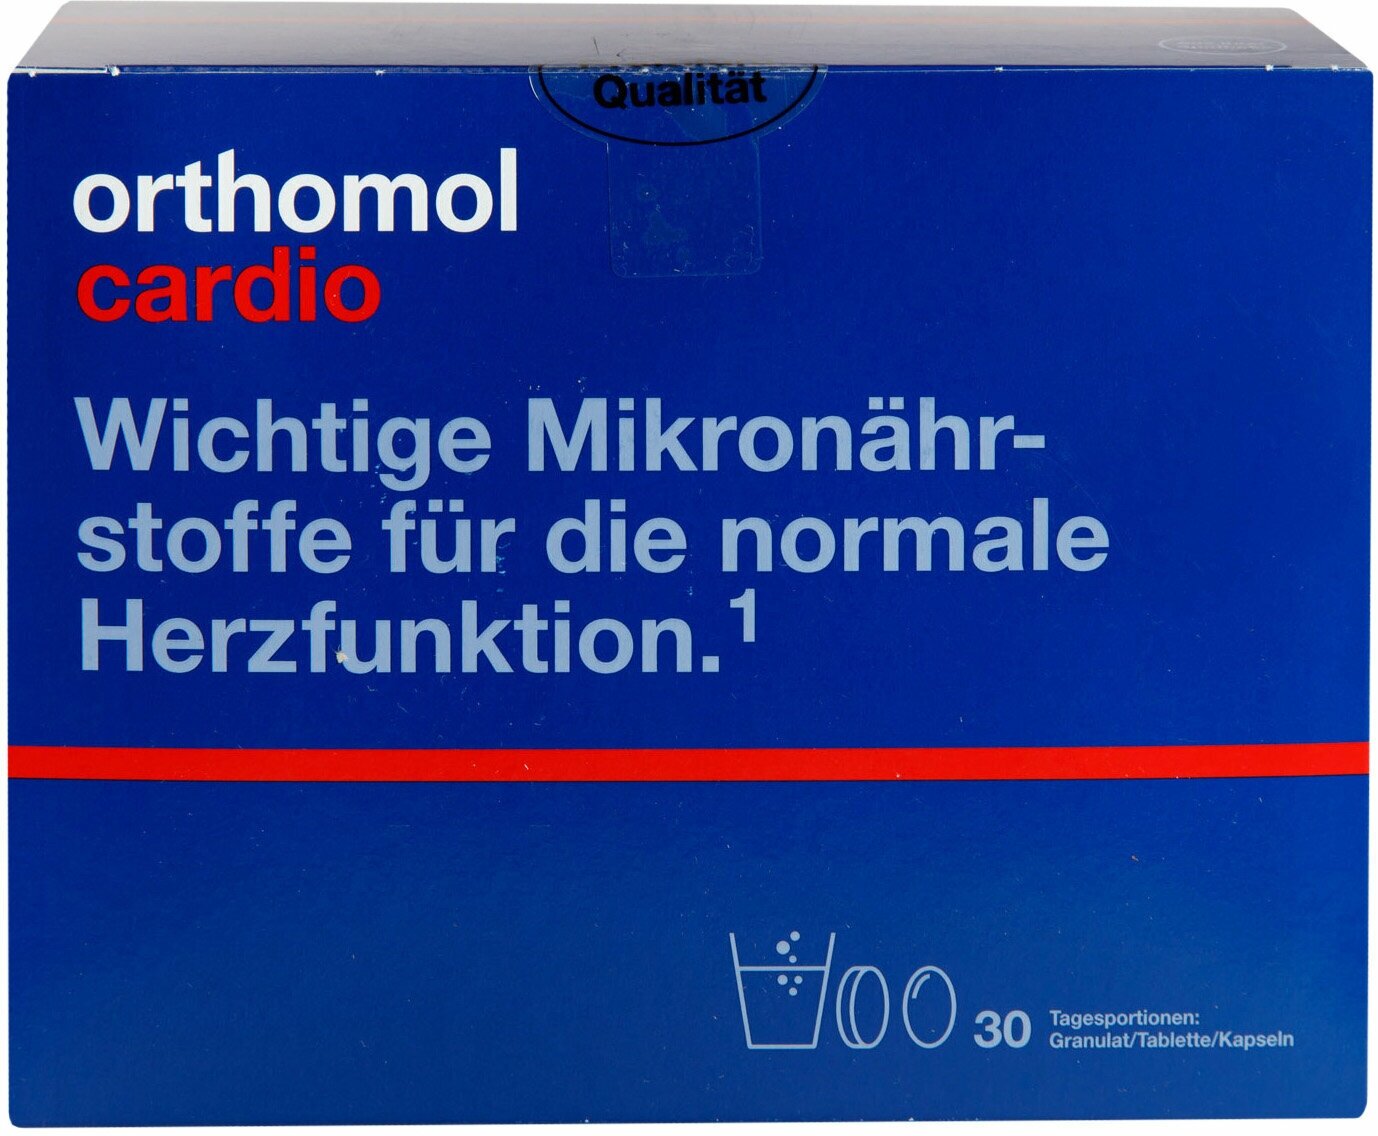 Qualität
orthomol
cardio
Wichtige Mikronähr-
stoffe für die normale
Herzfunktion.¹
30 Tagesportionen:
Granulat/Tablette/Kapseln